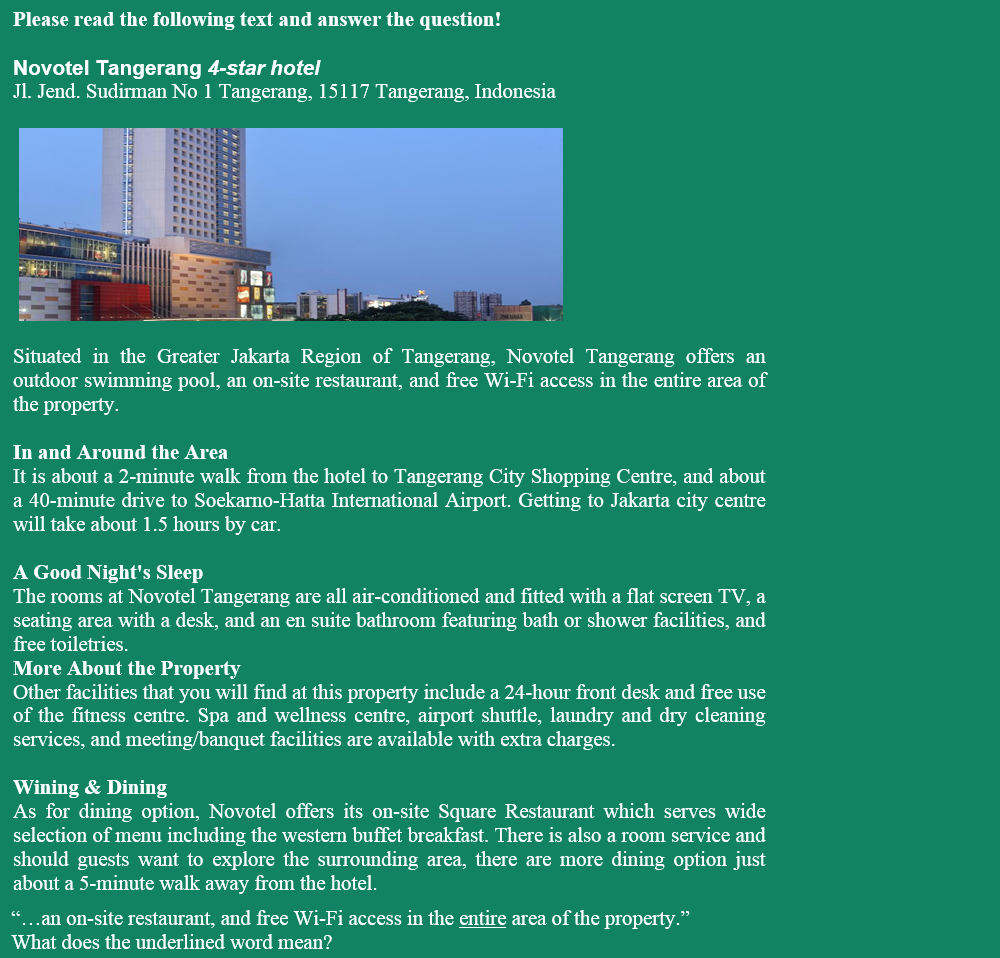 Please read the following text and answer the question!
Novotel Tangerang 4-star hotel
Jl. Jend. Sudirman No 1 Tangerang, 15117 Tangerang, Indonesia
Situated in the Greater Jakarta Region of Tangerang, Novotel Tangerang offers an
outdoor swimming pool, an on-site restaurant, and free Wi-Fi access in the entire area of
the property.
In and Around the Area
It is about a 2-minute walk from the hotel to Tangerang City Shopping Centre, and about
a 40-minute drive to Soekarno-Hatta International Airport. Getting to Jakarta city centre
will take about 1.5 hours by car.
A Good Night's Sleep
The rooms at Novotel Tangerang are all air-conditioned and fitted with a flat screen TV, a
seating area with a desk, and an en suite bathroom featuring bath or shower facilities, and
free toiletries.
More About the Property
Other facilities that you will find at this property include a 24-hour front desk and free use
of the fitness centre. Spa and wellness centre, airport shuttle, laundry and dry cleaning
services, and meeting/banquet facilities are available with extra charges.
Wining & Dining
As for dining option, Novotel offers its on-site Square Restaurant which serves wide
selection of menu including the western buffet breakfast. There is also a room service and
should guests want to explore the surrounding area, there are more dining option just
about a 5-minute walk away from the hotel.
“…an on-site restaurant, and free Wi-Fi access in the entire area of the property.”
What does the underlined word mean?